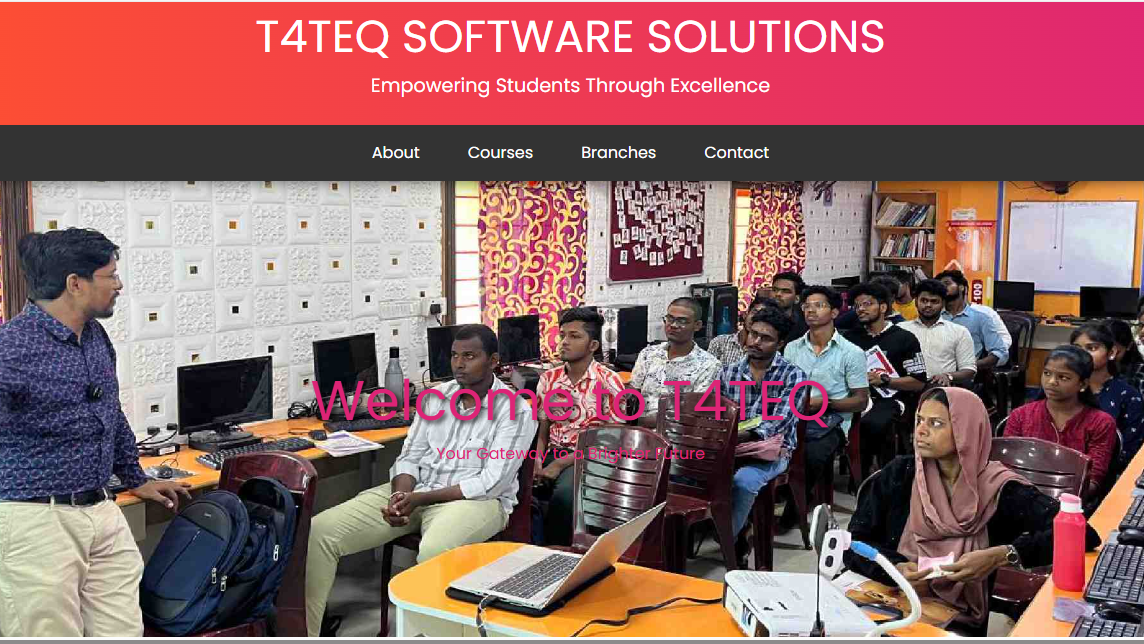 T4TEQ SOFTWARE SOLUTIONS
Empowering Students Through Excellence
About Courses Branches Contact
Welcome to T4TEQ
Your Gateway to a Brighter Future